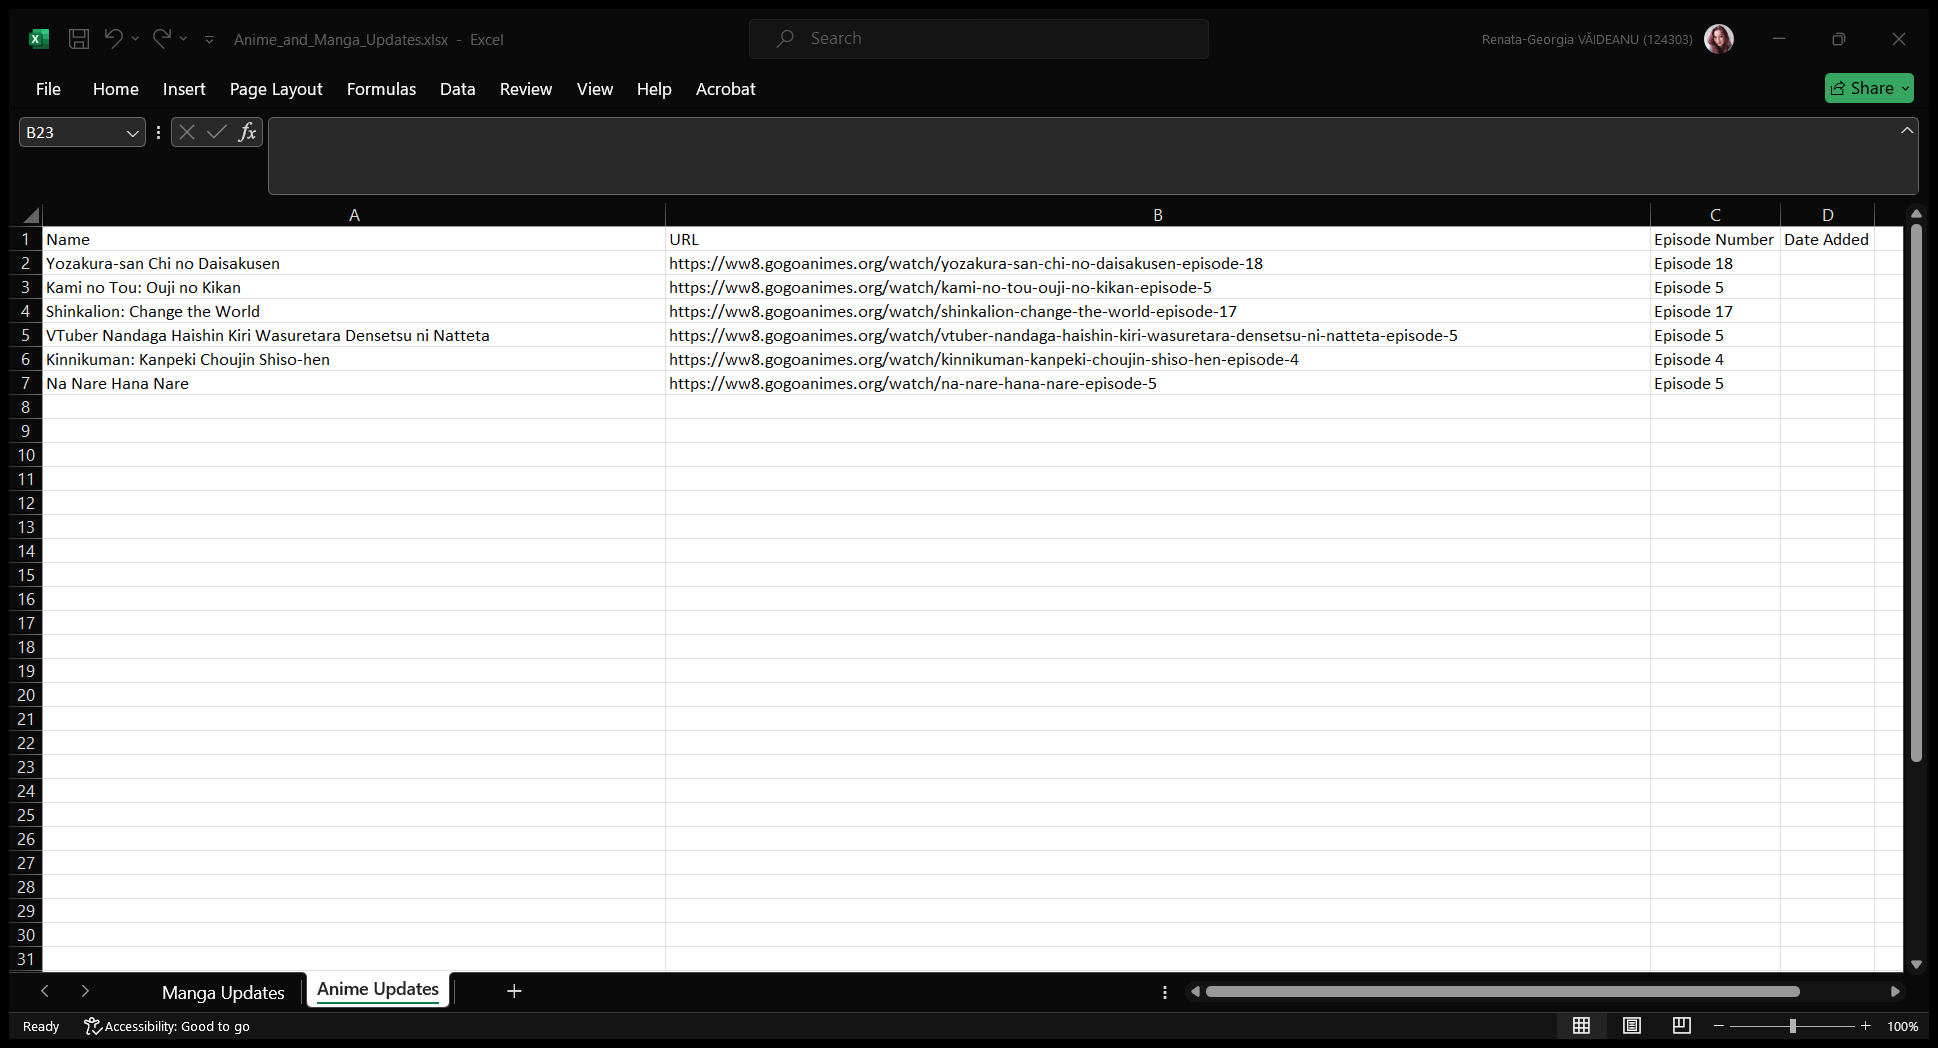 Anime_and_Manga_Updates.xlsx - Excel
Search
Renata-Georgia VĂIDEANU (124303)
File Home Insert Page Layout Formulas Data Review View Help Acrobat
Share
B23
fx
A B C D
1 Name URL Episode Number Date Added
2 Yozakura-san Chi no Daisakusen https://ww8.gogoanimes.org/watch/yozakura-san-chi-no-daisakusen-episode-18 Episode 18
3 Kami no Tou: Ouji no Kikan https://ww8.gogoanimes.org/watch/kami-no-tou-ouji-no-kikan-episode-5 Episode 5
4 Shinkalion: Change the World https://ww8.gogoanimes.org/watch/shinkalion-change-the-world-episode-17 Episode 17
5 VTuber Nandaga Haishin Kiri Wasuretara Densetsu ni Natteta https://ww8.gogoanimes.org/watch/vtuber-nandaga-haishin-kiri-wasuretara-densetsu-ni-natteta-episode-5 Episode 5
6 Kinnikuman: Kanpeki Choujin Shiso-hen https://ww8.gogoanimes.org/watch/kinnikuman-kanpeki-choujin-shiso-hen-episode-4 Episode 4
7 Na Nare Hana Nare https://ww8.gogoanimes.org/watch/na-nare-hana-nare-episode-5 Episode 5
8
9
10
11
12
13
14
15
16
17
18
19
20
21
22
23
24
25
26
27
28
29
30
31
Manga Updates Anime Updates
Ready Accessibility: Good to go 100%